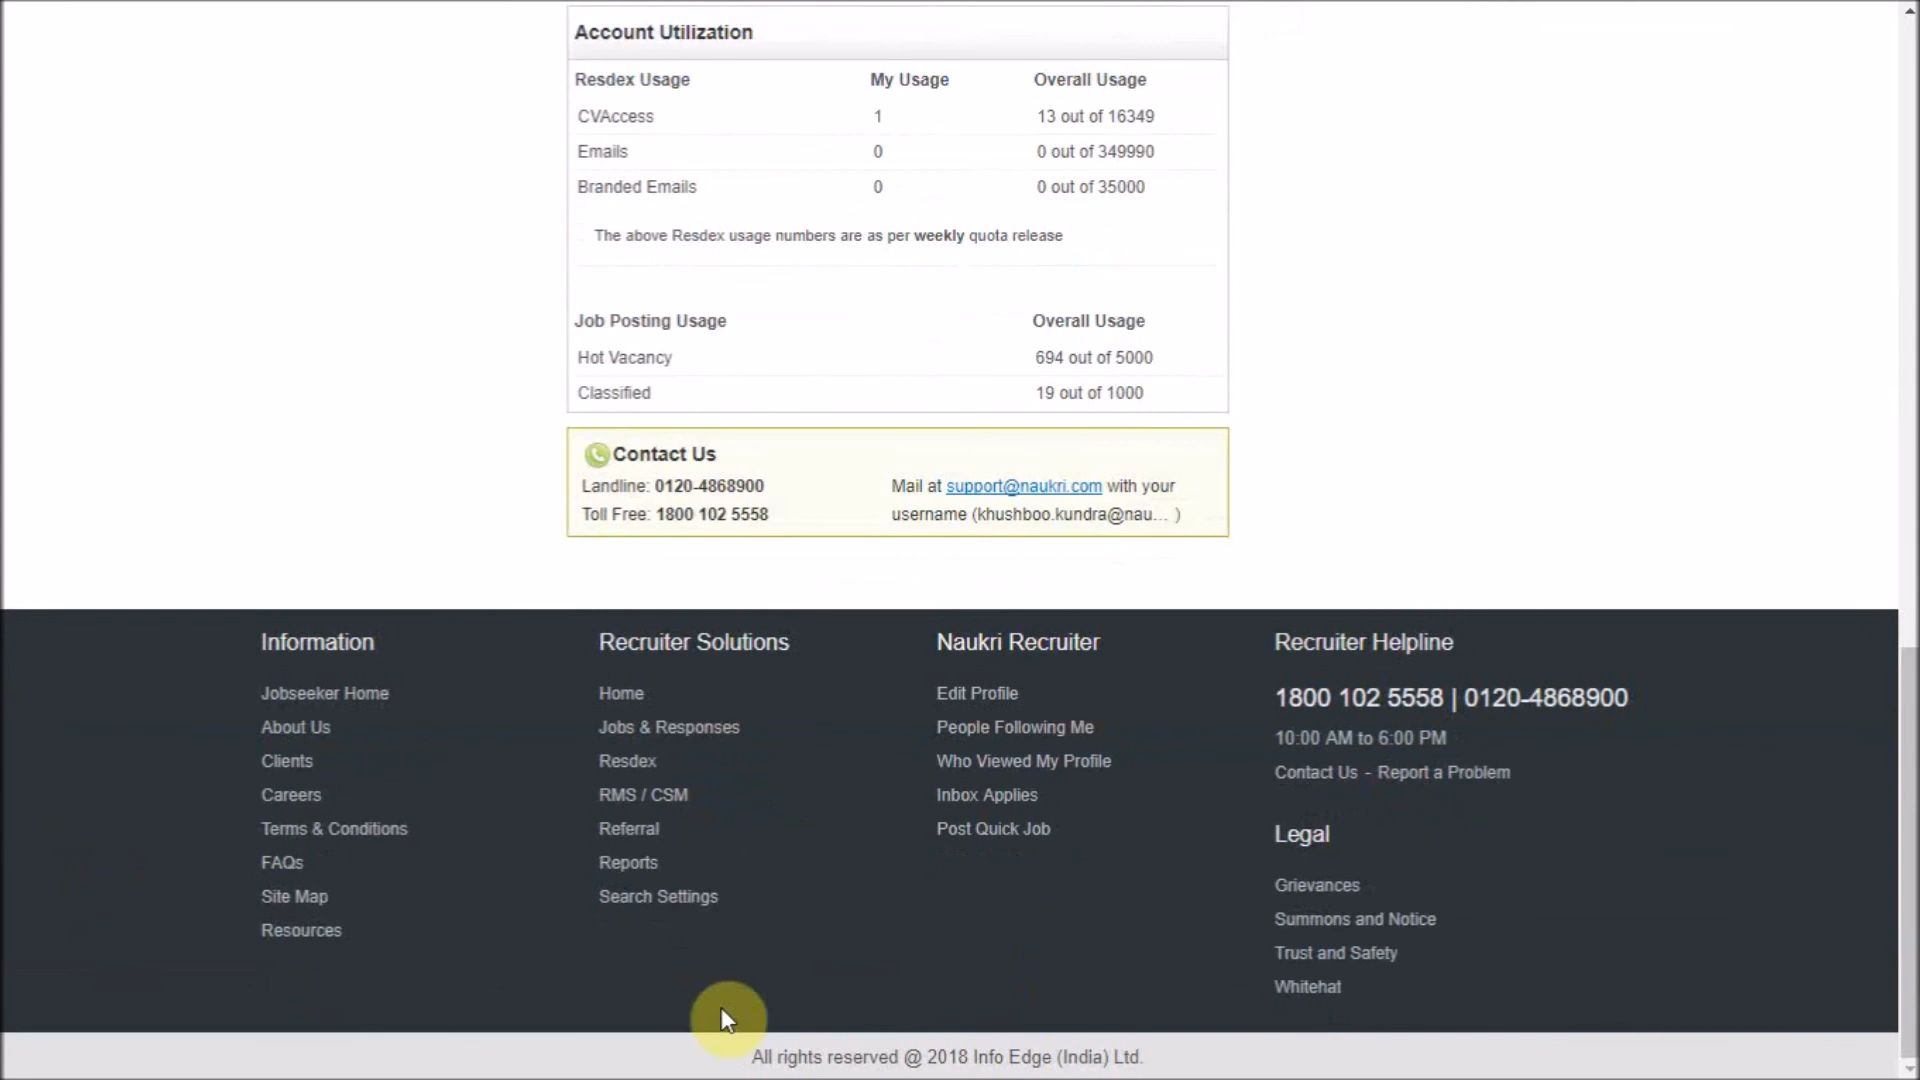 Account Utilization
Resdex Usage My Usage Overall Usage
CVAccess 1 13 out of 16349
Emails 0 0 out of 349990
Branded Emails 0 0 out of 35000
The above Resdex usage numbers are as per weekly quota release
Job Posting Usage Overall Usage
Hot Vacancy 694 out of 5000
Classified 19 out of 1000
Contact Us
Landline: 0120-4868900 Mail at support@naukri.com with your
Toll Free: 1800 102 5558 username (khushboo.kundra@nau... )
Information
Jobseeker Home
About Us
Clients
Careers
Terms & Conditions
FAQs
Site Map
Resources
Recruiter Solutions
Home
Jobs & Responses
Resdex
RMS / CSM
Referral
Reports
Search Settings
Naukri Recruiter
Edit Profile
People Following Me
Who Viewed My Profile
Inbox Applies
Post Quick Job
Recruiter Helpline
1800 102 5558 | 0120-4868900
10:00 AM to 6:00 PM
Contact Us - Report a Problem
Legal
Grievances
Summons and Notice
Trust and Safety
Whitehat
All rights reserved @ 2018 Info Edge (India) Ltd.